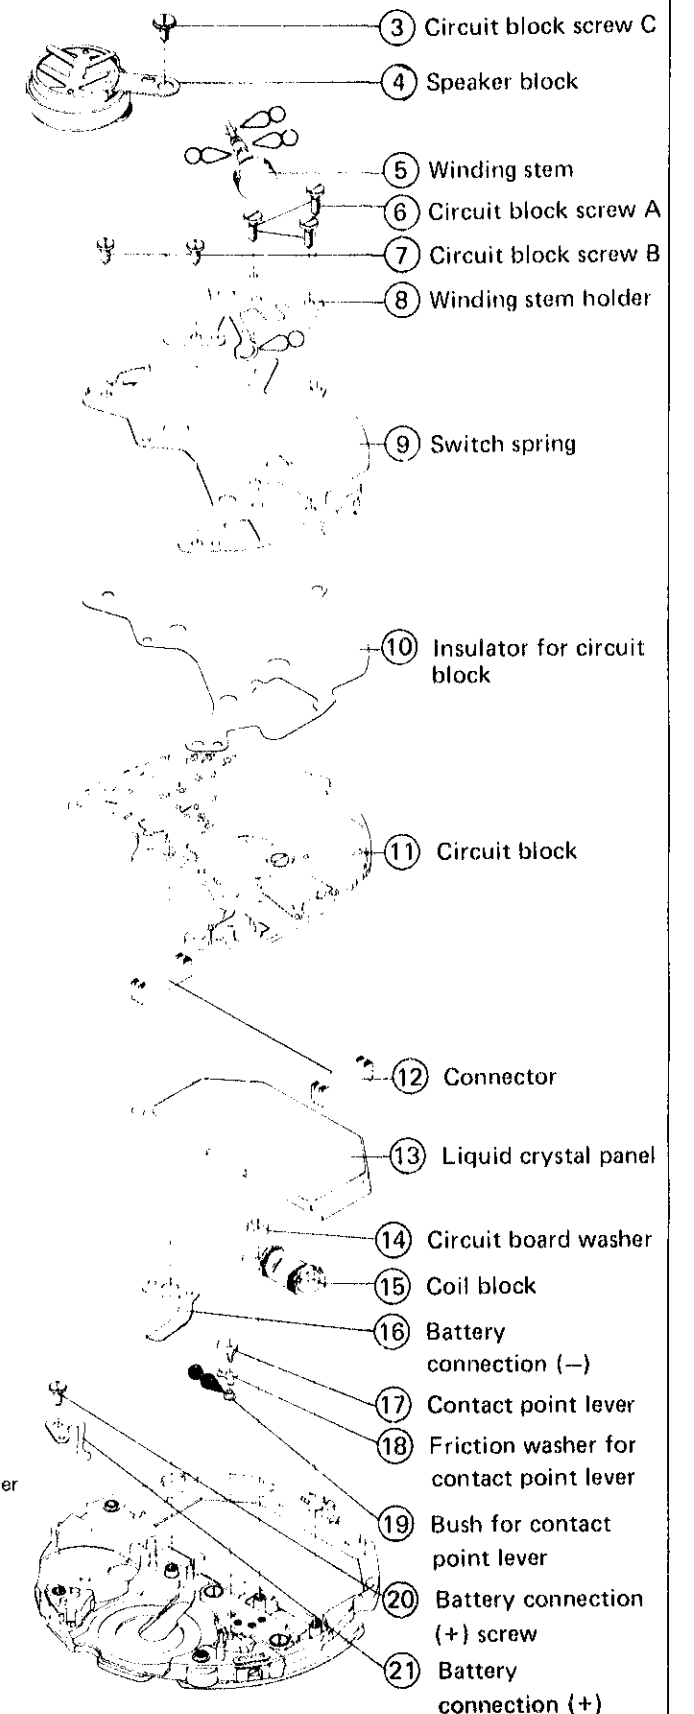 3 Circuit block screw C
4 Speaker block
5 Winding stem
6 Circuit block screw A
7 Circuit block screw B
8 Winding stem holder
9 Switch spring
10 Insulator for circuit
block
11 Circuit block
12 Connector
13 Liquid crystal panel
14 Circuit board washer
15 Coil block
16 Battery
connection (−)
17 Contact point lever
18 Friction washer for
contact point lever
er
19 Bush for contact
point lever
20 Battery connection
(+) screw
21 Battery
connection (+)